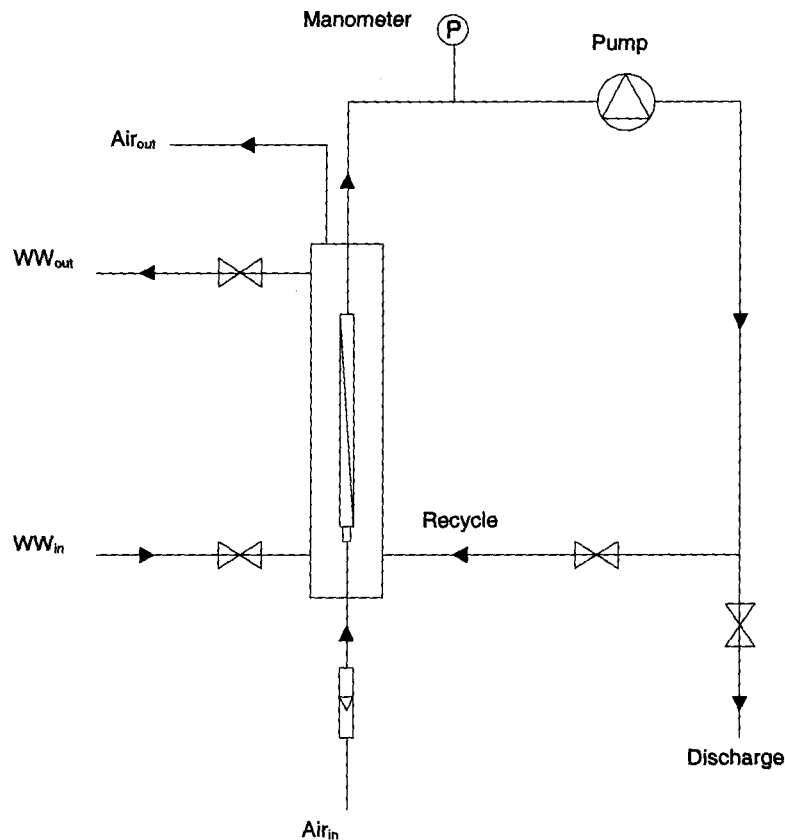 Manometer
P
Pump
Airout
WWout
WWin
Recycle
Discharge
Airin